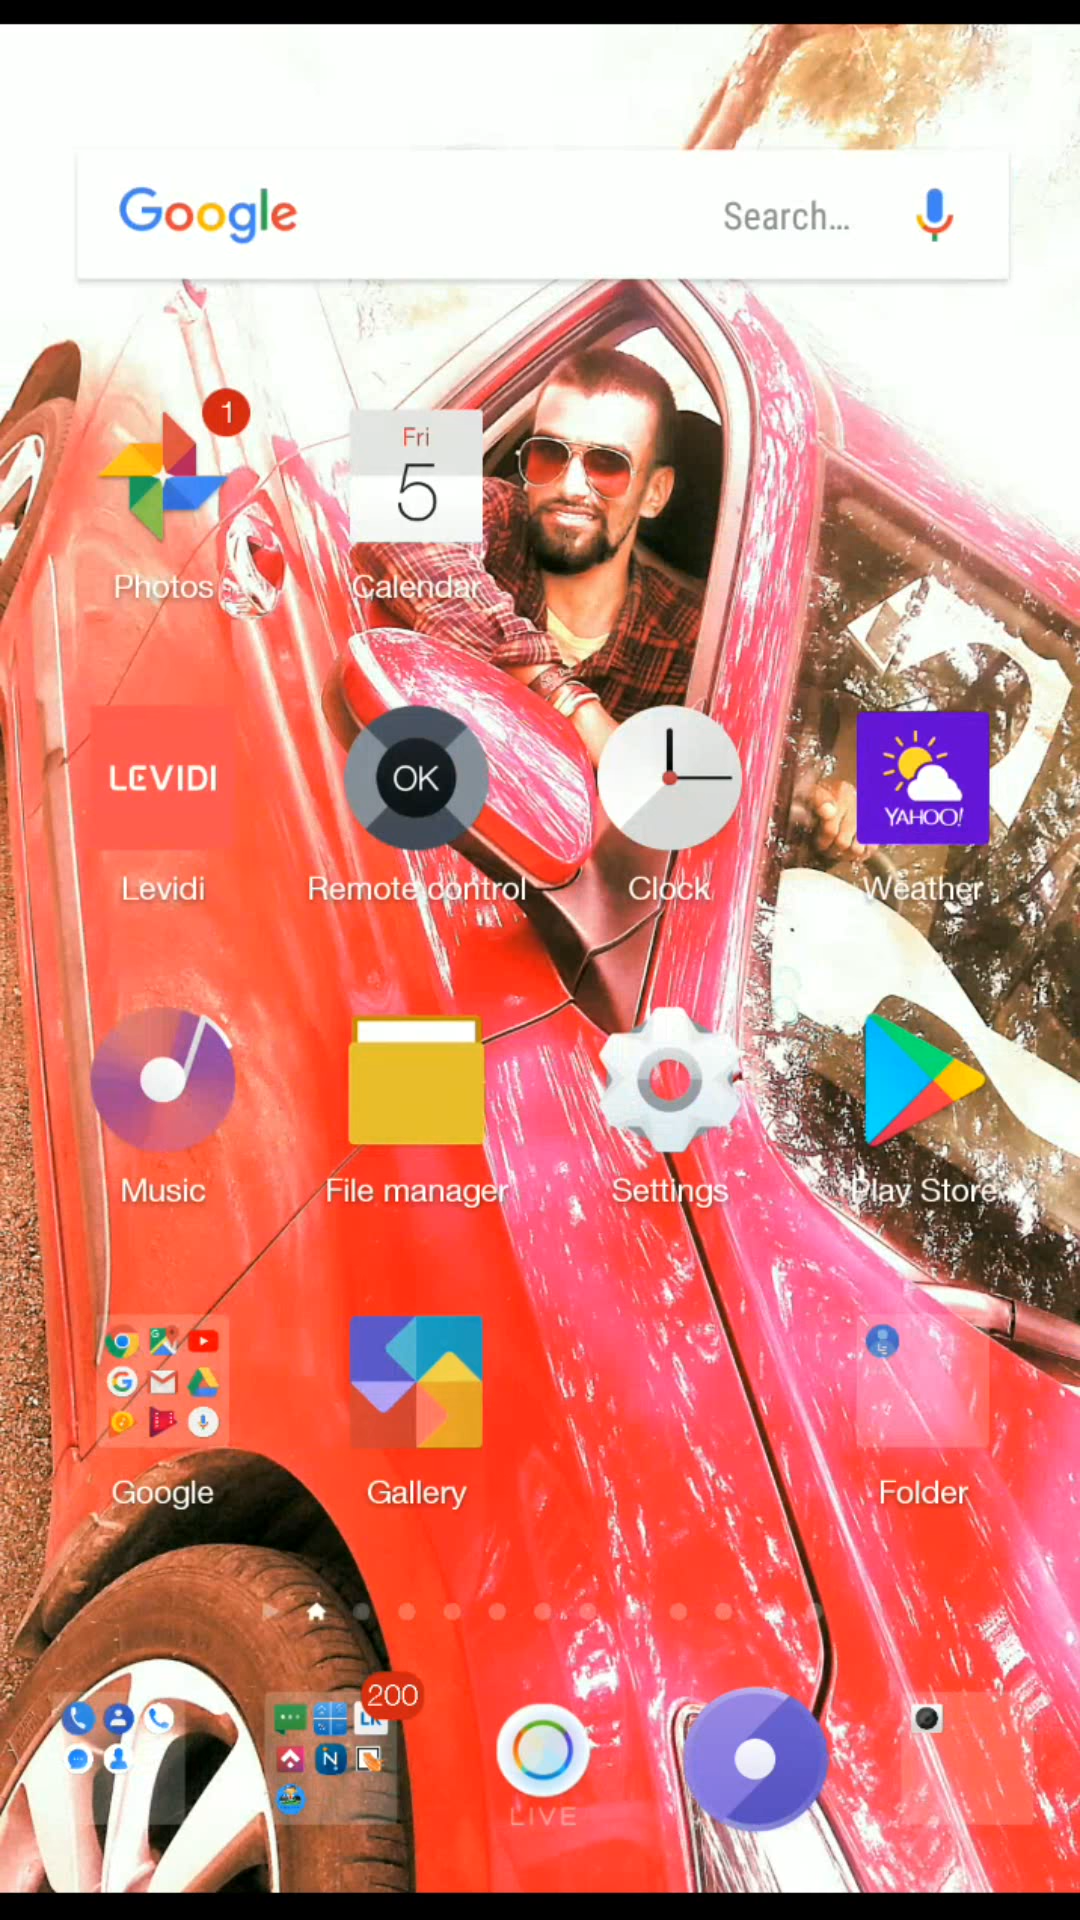 Google Search...
1
Fri
5
Photos Calendar
LEVIDI OK YAHOO!
Levidi Remote control Clock Weather
Music File manager Settings Play Store
Google Gallery Folder
200
LIVE